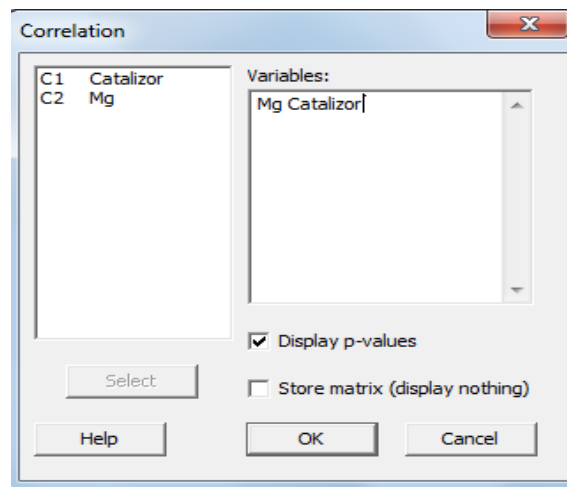 Correlation
C1 Catalizor
C2 Mg
Variables:
Mg Catalizor
Display p-values
Select
Store matrix (display nothing)
Help
OK
Cancel